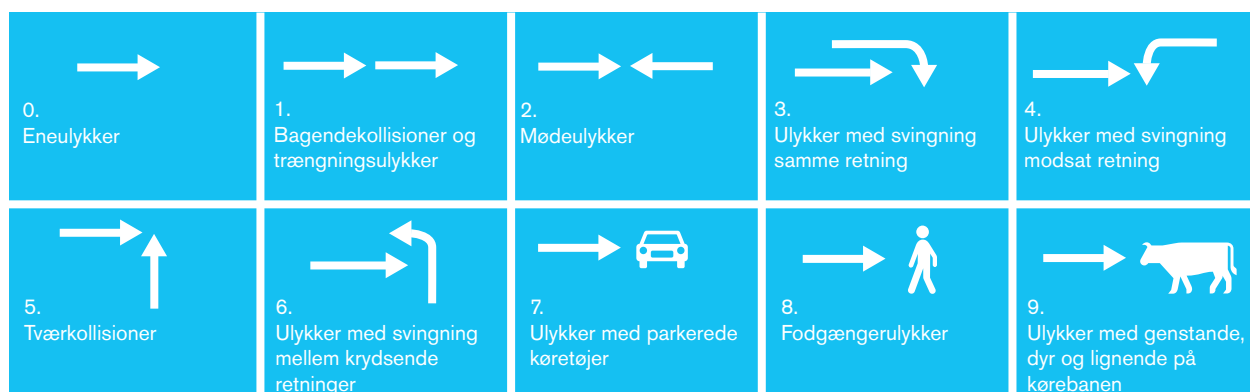 0.
Eneulykker
1.
Bagendekollisioner og
trængningsulykker
2.
Mødeulykker
3.
Ulykker med svingning
samme retning
4.
Ulykker med svingning
modsat retning
5.
Tværkollisioner
6.
Ulykker med svingning
mellem krydsende
retninger
7.
Ulykker med parkerede
køretøjer
8.
Fodgængerulykker
9.
Ulykker med genstande,
dyr og lignende på
kørebanen